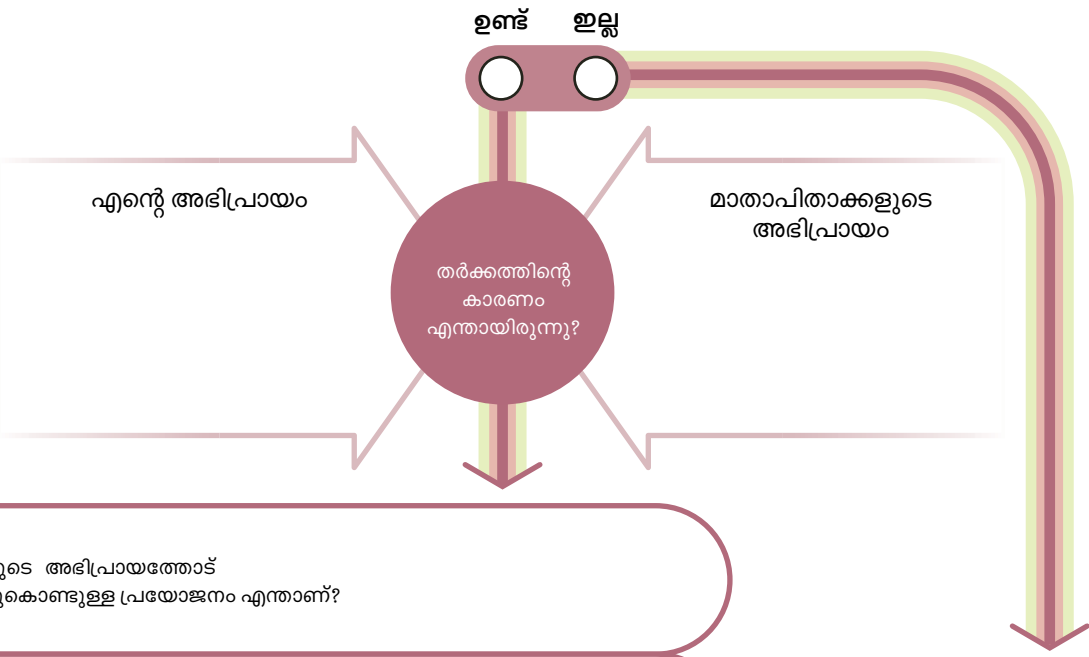 ഉണ്ട് ഇല്ല
എന്റെ അഭിപ്രായം
മാതാപിതാക്കളുടെ
അഭിപ്രായം
തർക്കത്തിന്റെ
കാരണം
എന്തായിരുന്നു?
അഭിപ്രായത്തോട്
പ്രയോജനം എന്താണ്?